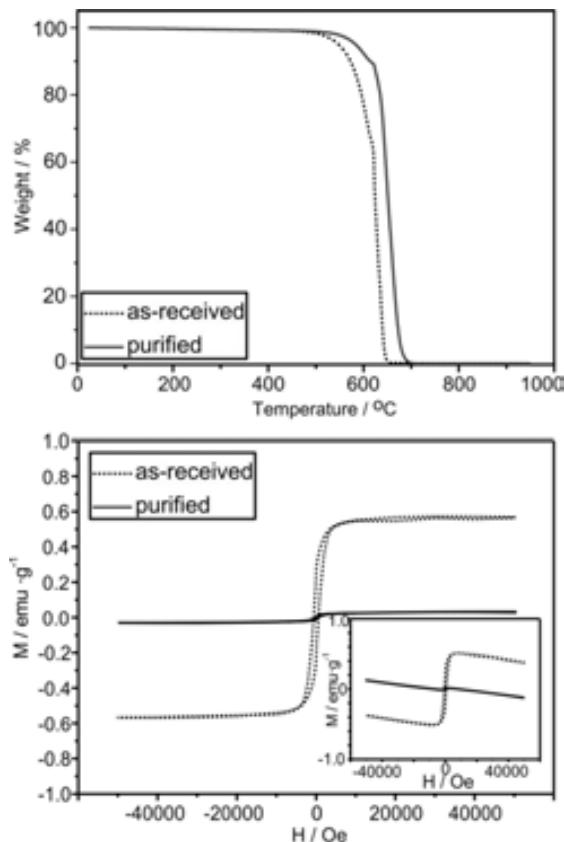 100
80
60
40
20
0
Weight / %
as-received
purified
0 200 400 600 800 1000
Temperature / ºC
1.0
0.8
0.6
0.4
0.2
0.0
-0.2
-0.4
-0.6
-0.8
-1.0
M / emu ·g-1
as-received
purified
-40000 -20000 0 20000 40000
H / Oe
1.0
0
-1.0
M / emu·g-1
-40000 0 40000
H / Oe